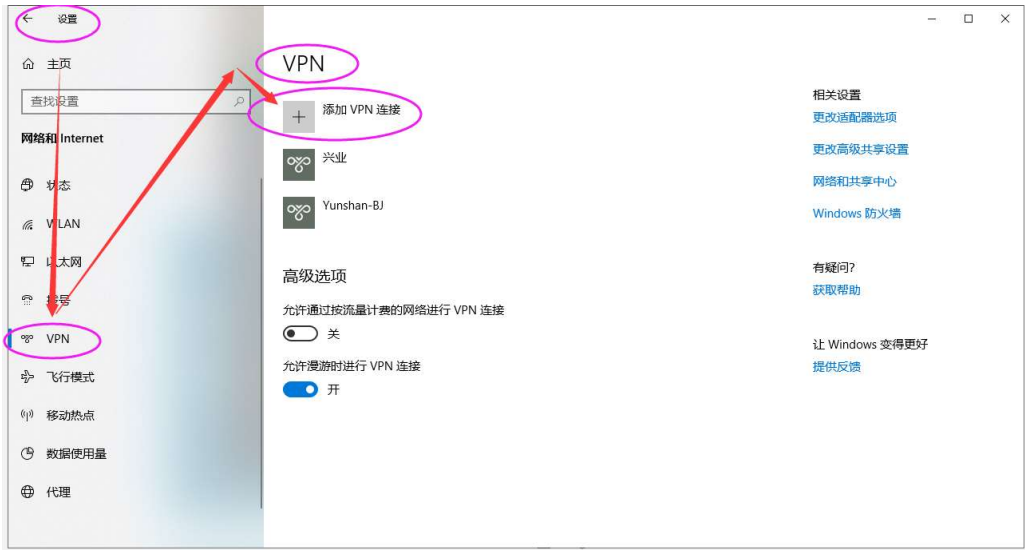 设置
主页
查找设置
网络和 Internet
状态
WLAN
以太网
拨号
VPN
飞行模式
移动热点
数据使用量
代理
VPN
添加 VPN 连接
兴业
Yunshan-BJ
高级选项
允许通过按流量计费的网络进行 VPN 连接
关
允许漫游时进行 VPN 连接
开
相关设置
更改适配器选项
更改高级共享设置
网络和共享中心
Windows 防火墙
有疑问?
获取帮助
让 Windows 变得更好
提供反馈